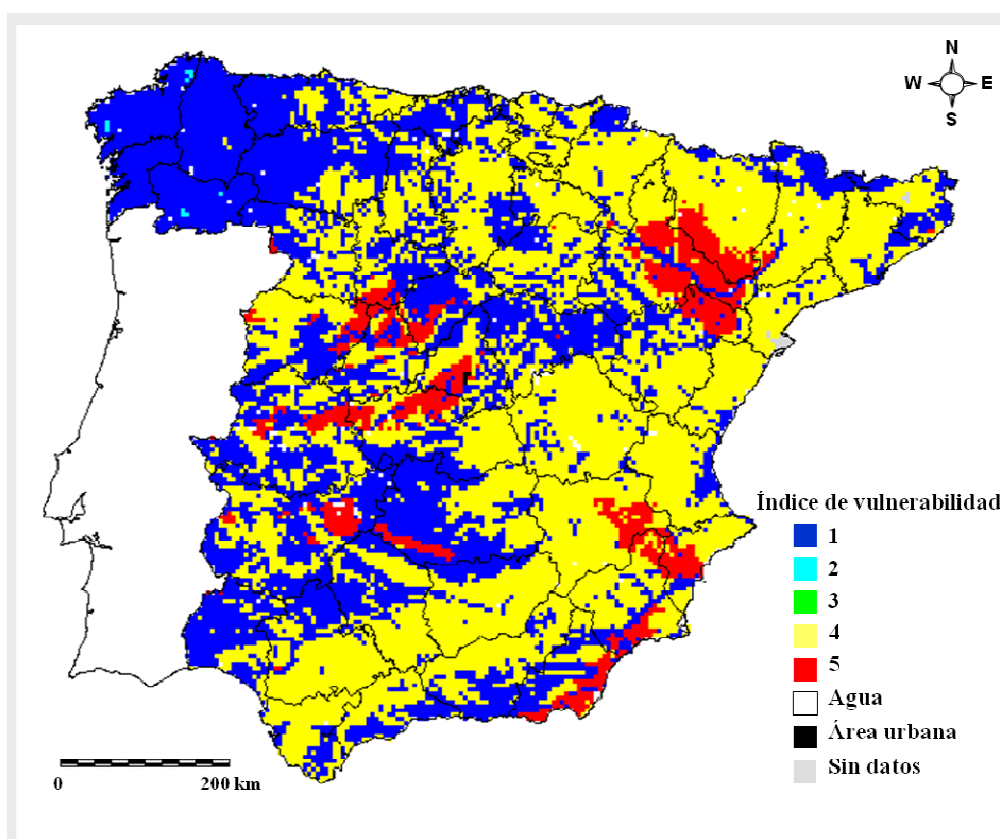 N
W E
S
Índice de vulnerabilidad
1
2
3
4
5
Agua
Área urbana
Sin datos
0 200 km